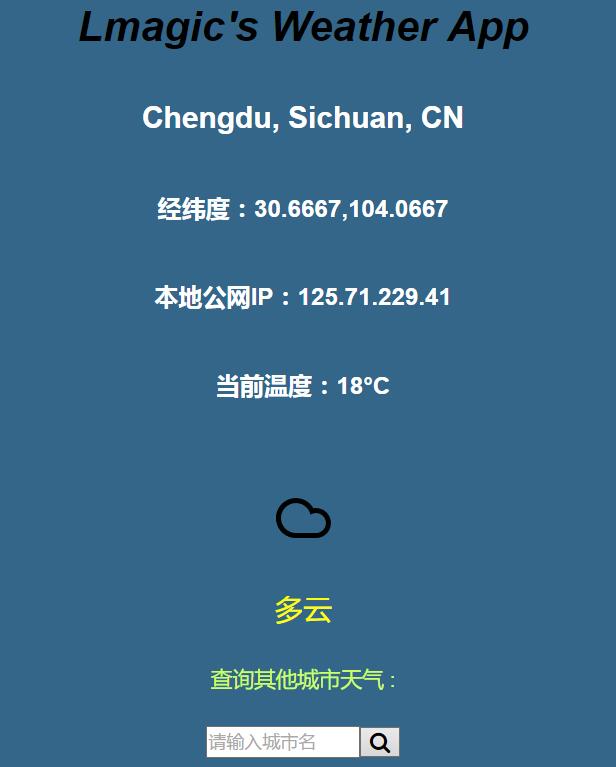 Lmagic's Weather App
Chengdu, Sichuan, CN
经纬度：30.6667,104.0667
本地公网IP：125.71.229.41
当前温度：18°C
多云
查询其他城市天气：
请输入城市名